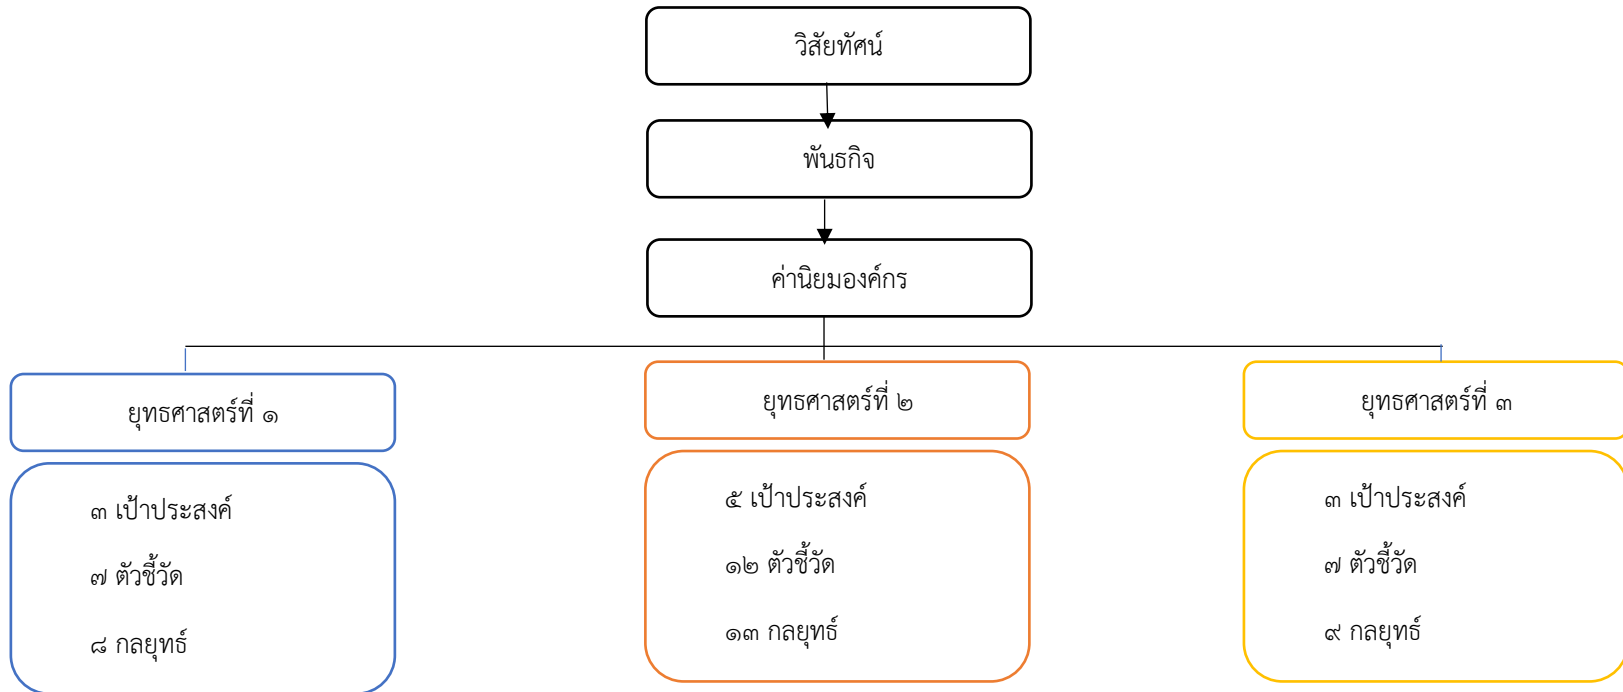 วิสัยทัศน์
พันธกิจ
ค่านิยมองค์กร
ยุทธศาสตร์ที่ ๑
๓ เป้าประสงค์
๗ ตัวชี้วัด
๘ กลยุทธ์
ยุทธศาสตร์ที่ ๒
๕ เป้าประสงค์
๑๒ ตัวชี้วัด
๑๓ กลยุทธ์
ยุทธศาสตร์ที่ ๓
๓ เป้าประสงค์
๗ ตัวชี้วัด
๙ กลยุทธ์